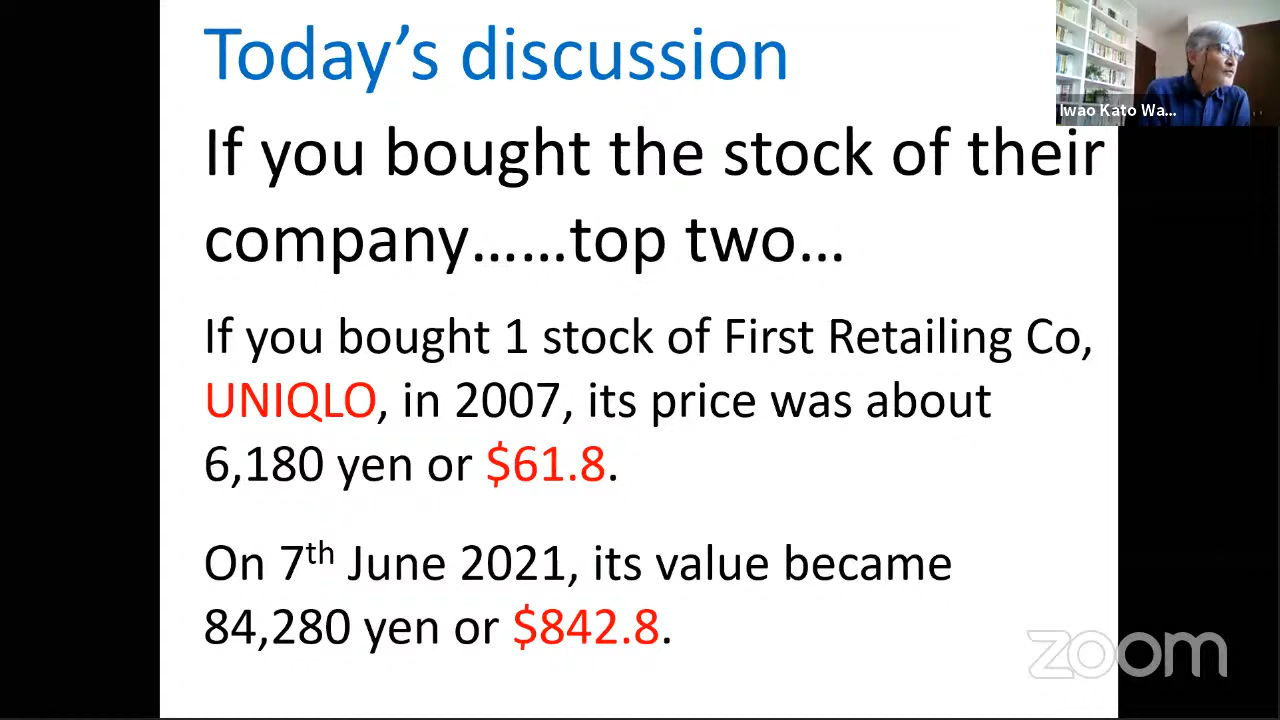 Today's discussion
Iwao Kato Wa...
If you bought the stock of their
company……top two…
If you bought 1 stock of First Retailing Co,
UNIQLO, in 2007, its price was about
6,180 yen or $61.8.
On 7th June 2021, its value became
84,280 yen or $842.8.
zoom